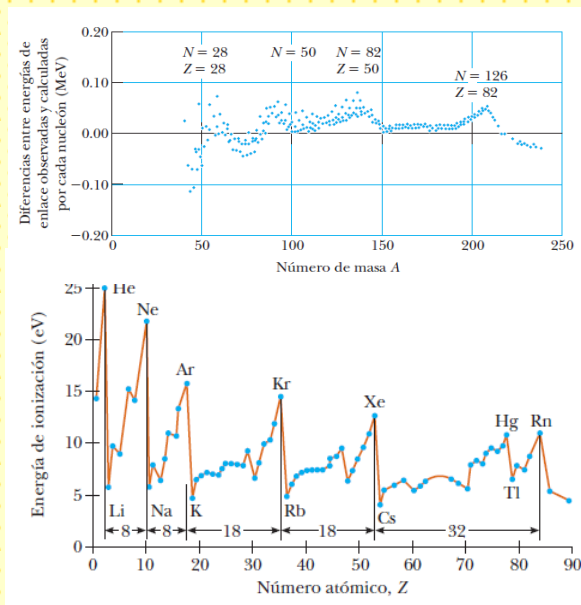 Diferencias entre energías de
enlace observadas y calculadas
por cada nucleón (MeV)
0.20
0.10
0.00
−0.10
−0.20
N = 28
Z = 28
N = 50
N = 82
Z = 50
N = 126
Z = 82
0
50
100
150
200
250
Número de masa A
Energía de ionización (eV)
25
20
15
10
5
0
He
Ne
Ar
Kr
Xe
Hg
Rn
Li
Na
K
Rb
Cs
Tl
8
8
18
18
32
0
10
20
30
40
50
60
70
80
90
Número atómico, Z